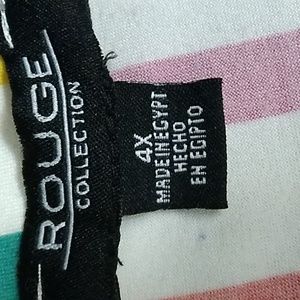 ROUGE
COLLECTION
4X
MADEINEGYPT
HECHO
EN EGIPTO